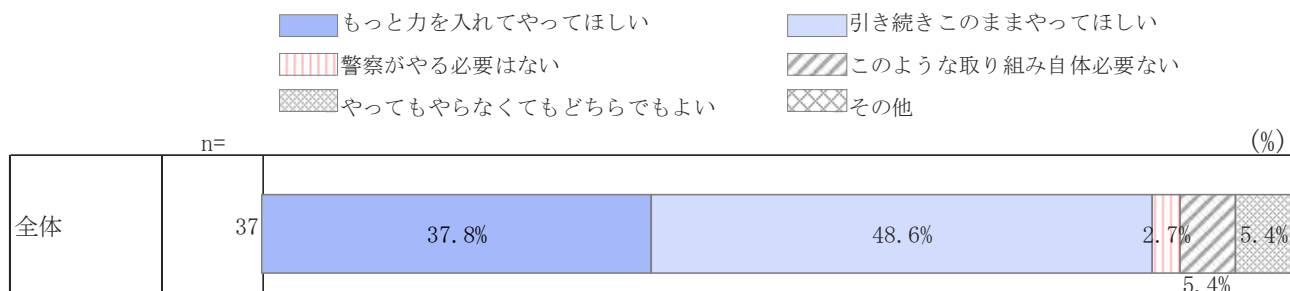 もっと力を入れてやってほしい 引き続きこのままやってほしい
警察がやる必要はない このような取り組み自体必要ない
やってもやらなくてもどちらでもよい その他
n= (%)
全体 37 37.8% 48.6% 2.7% 5.4%
5.4%